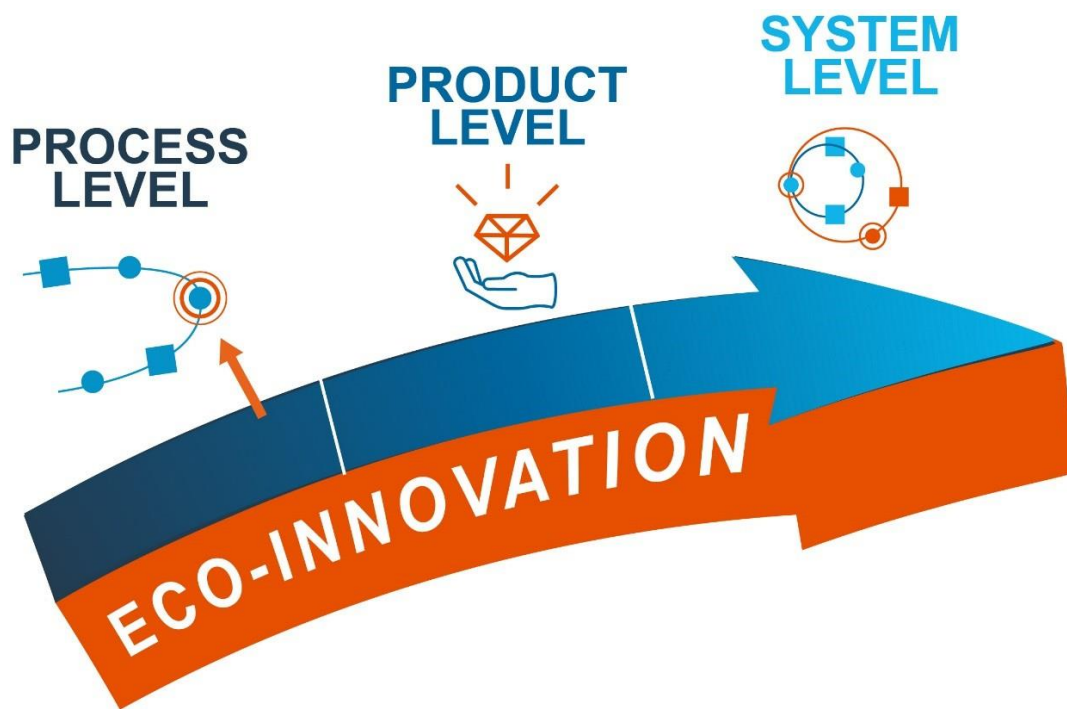 PROCESS
LEVEL
PRODUCT
LEVEL
SYSTEM
LEVEL
ECO-INNOVATION